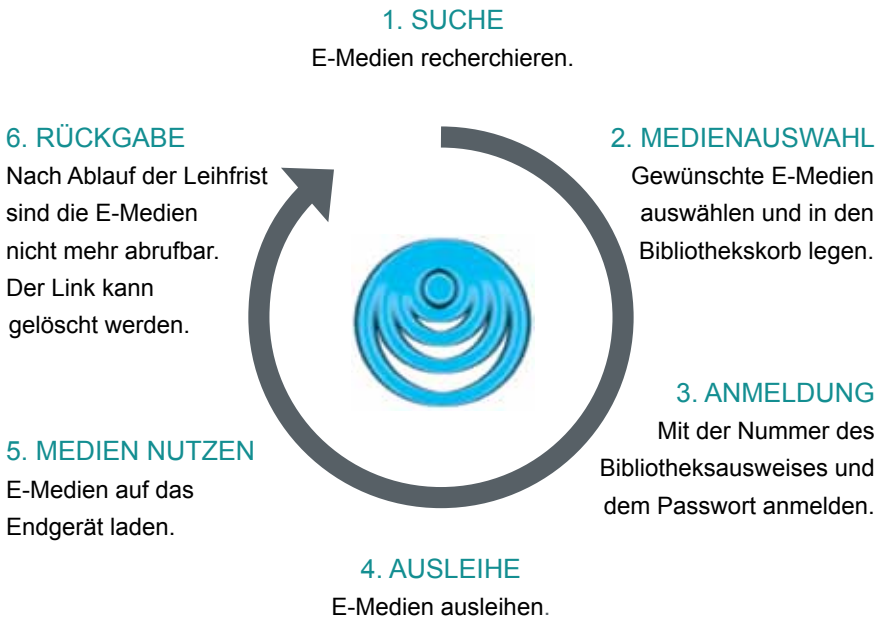 1. SUCHE
E-Medien recherchieren.
2. MEDIENAUSWAHL
Gewünschte E-Medien
auswählen und in den
Bibliothekskorb legen.
3. ANMELDUNG
Mit der Nummer des
Bibliotheksausweises und
dem Passwort anmelden.
4. AUSLEIHE
E-Medien ausleihen.
5. MEDIEN NUTZEN
E-Medien auf das
Endgerät laden.
6. RÜCKGABE
Nach Ablauf der Leihfrist
sind die E-Medien
nicht mehr abrufbar.
Der Link kann
gelöscht werden.